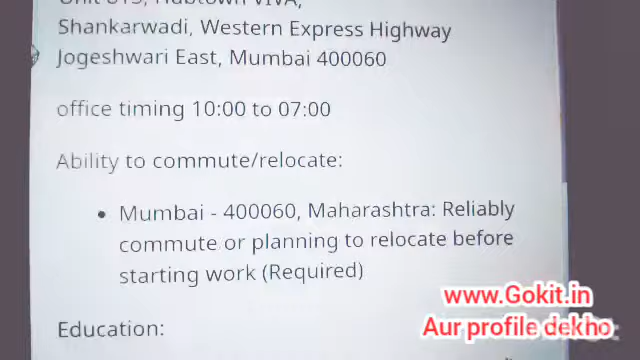 Shankarwadi, Western Express Highway
Jogeshwari East, Mumbai 400060
office timing 10:00 to 07:00
Ability to commute/relocate:
• Mumbai - 400060, Maharashtra: Reliably
commute or planning to relocate before
starting work (Required)
www.Gokit.in
Education:
Aur profile dekho